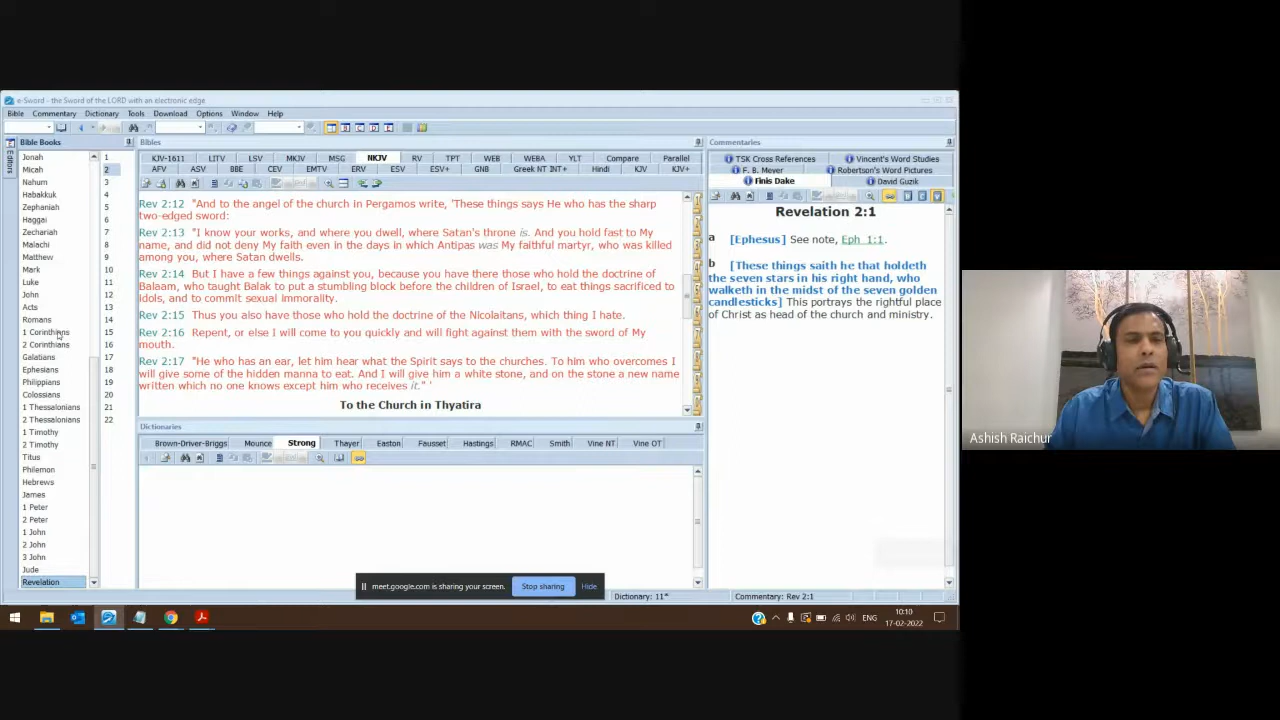 e-Sword - the Sword of the LORD with an electronic edge
Bible Commentary Dictionary Tools Download Options Window Help
Bible Books
Jonah
Micah
Nahum
Habakkuk
Zephaniah
Haggai
Zechariah
Malachi
Matthew
Mark
Luke
John
Acts
Romans
1 Corinthians
2 Corinthians
Galatians
Ephesians
Philippians
Colossians
1 Thessalonians
2 Thessalonians
1 Timothy
2 Timothy
Titus
Philemon
Hebrews
James
1 Peter
2 Peter
1 John
2 John
3 John
Jude
Revelation
1
2
3
4
5
6
7
8
9
10
11
12
13
14
15
16
17
18
19
20
21
22
Editors
Bibles
KJV-1611 LITV LSV MKJV MSG NKJV RV TPT WEB WEBA YLT Compare Parallel
AFV ASV BBE CEV EMTV ERV ESV ESV+ GNB Greek NT INT+ Hindi KJV KJV+
Rev 2:12 "And to the angel of the church in Pergamos write, 'These things says He who has the sharp
two-edged sword:
Rev 2:13 "I know your works, and where you dwell, where Satan's throne is. And you hold fast to My
name, and did not deny My faith even in the days in which Antipas was My faithful martyr, who was killed
among you, where Satan dwells.
Rev 2:14 But I have a few things against you, because you have there those who hold the doctrine of
Balaam, who taught Balak to put a stumbling block before the children of Israel, to eat things sacrificed to
idols, and to commit sexual immorality.
Rev 2:15 Thus you also have those who hold the doctrine of the Nicolaitans, which thing I hate.
Rev 2:16 Repent, or else I will come to you quickly and will fight against them with the sword of My
mouth.
Rev 2:17 "He who has an ear, let him hear what the Spirit says to the churches. To him who overcomes I
will give some of the hidden manna to eat. And I will give him a white stone, and on the stone a new name
written which no one knows except him who receives it." '
To the Church in Thyatira
Dictionaries
Brown-Driver-Briggs Mounce Strong Thayer Easton Fausset Hastings RMAC Smith Vine NT Vine OT
Commentaries
TSK Cross References Vincent's Word Studies
F. B. Meyer Robertson's Word Pictures
Finis Dake David Guzik
Revelation 2:1
a [Ephesus] See note, Eph 1:1.
b [These things saith he that holdeth
the seven stars in his right hand, who
walketh in the midst of the seven golden
candlesticks] This portrays the rightful place
of Christ as head of the church and ministry.
meet.google.com is sharing your screen. Stop sharing Hide
Dictionary: 11* Commentary: Rev 2:1
ENG
10:10
17-02-2022
Ashish Raichur